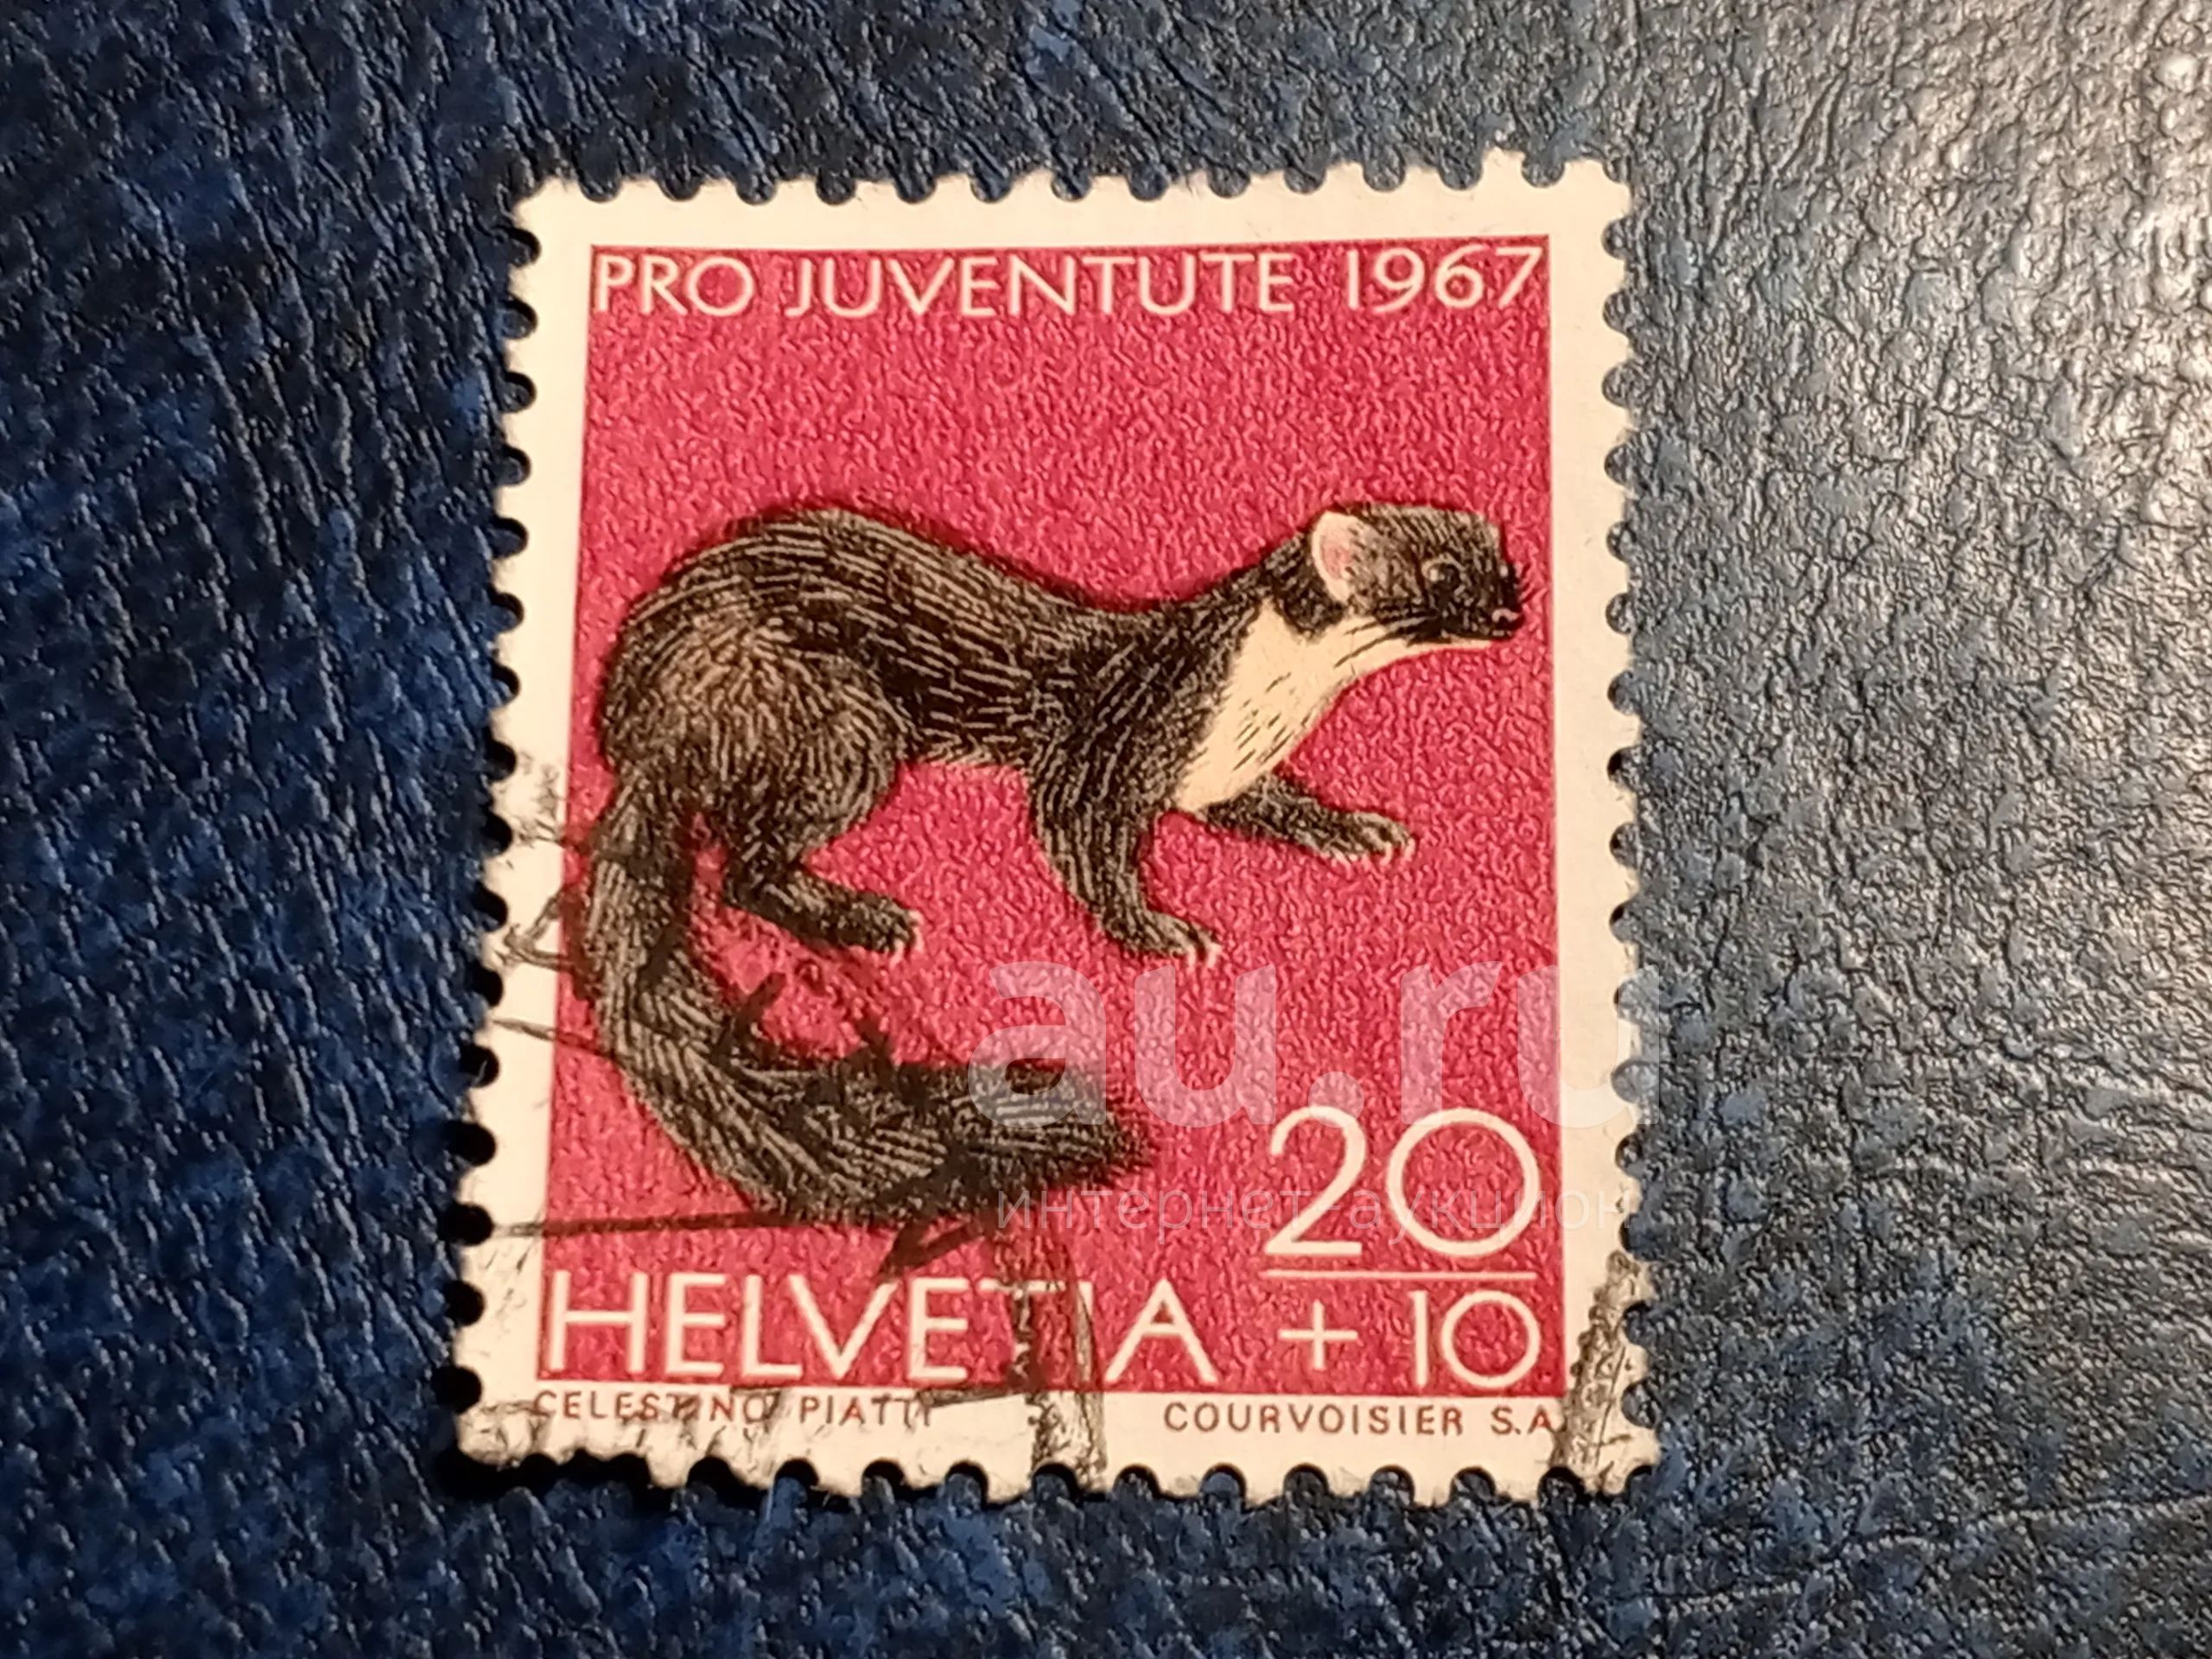 PRO JUVENTUTE 1967
au.ru
интернет-аукцион
20
HELVETIA + 10
CELESTINO PIATTI COURVOISIER S.A.